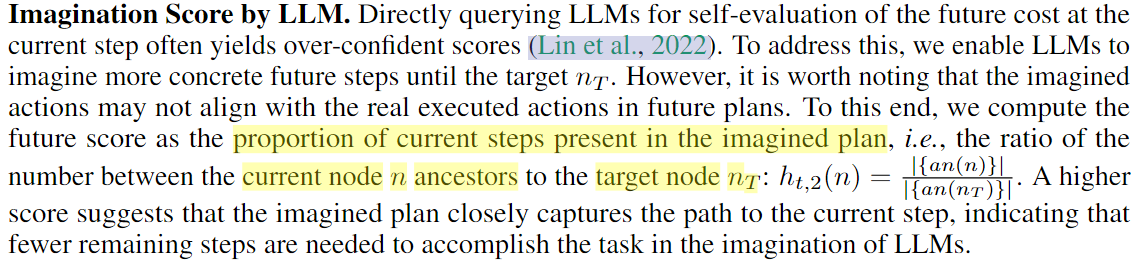 Imagination Score by LLM. Directly querying LLMs for self-evaluation of the future cost at the
current step often yields over-confident scores (Lin et al., 2022). To address this, we enable LLMs to
imagine more concrete future steps until the target n_T. However, it is worth noting that the imagined
actions may not align with the real executed actions in future plans. To this end, we compute the
future score as the proportion of current steps present in the imagined plan, i.e., the ratio of the
number between the current node n ancestors to the target node n_T: h_{t,2}(n) = |{an(n)}| / |{an(n_T)}|. A higher
score suggests that the imagined plan closely captures the path to the current step, indicating that
fewer remaining steps are needed to accomplish the task in the imagination of LLMs.